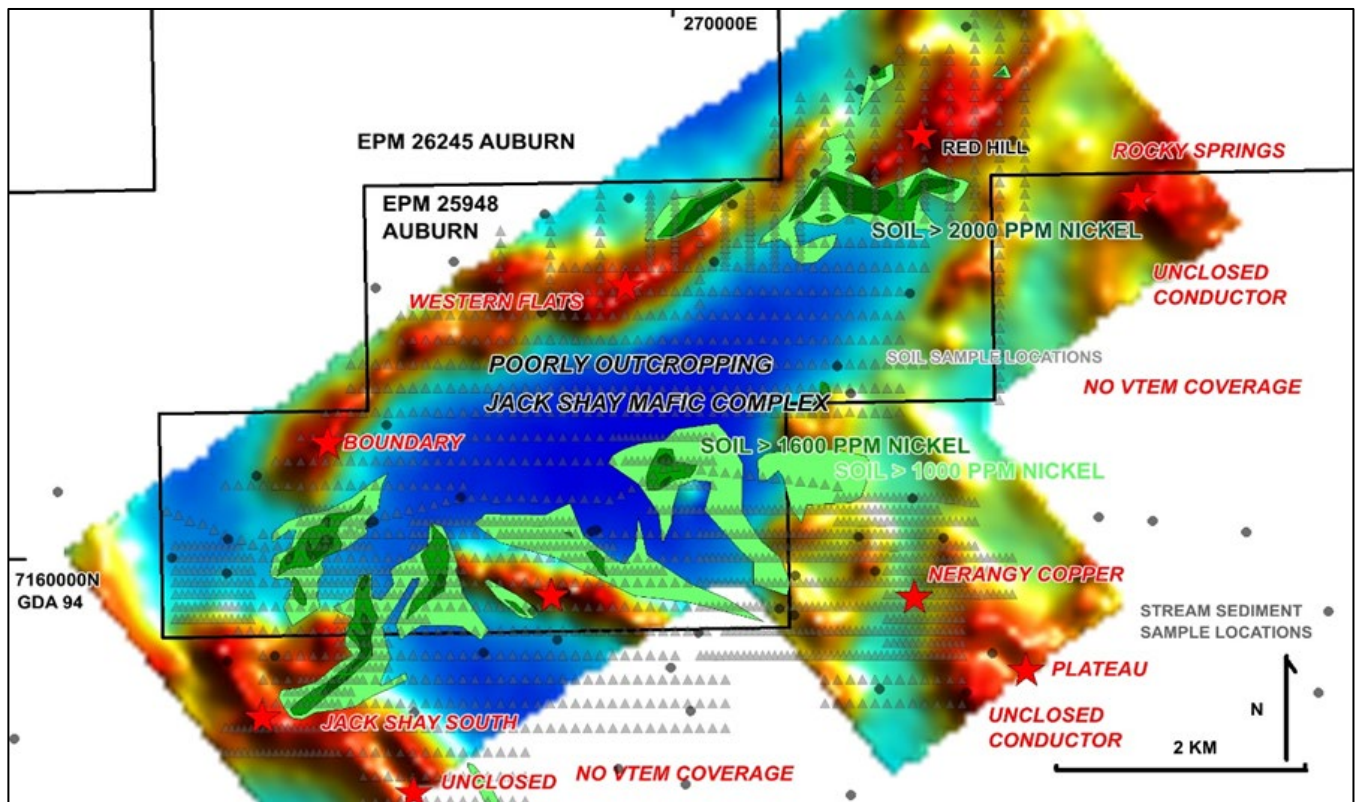 270000E
EPM 26245 AUBURN
RED HILL
ROCKY SPRINGS
EPM 25948
AUBURN
SOIL > 2000 PPM NICKEL
UNCLOSED
CONDUCTOR
WESTERN FLATS
SOIL SAMPLE LOCATIONS
POORLY OUTCROPPING
JACK SHAY MAFIC COMPLEX
NO VTEM COVERAGE
BOUNDARY
SOIL > 1600 PPM NICKEL
SOIL > 1000 PPM NICKEL
7160000N
GDA 94
NERANGY COPPER
STREAM SEDIMENT
SAMPLE LOCATIONS
PLATEAU
JACK SHAY SOUTH
UNCLOSED
CONDUCTOR
N
2 KM
UNCLOSED
NO VTEM COVERAGE